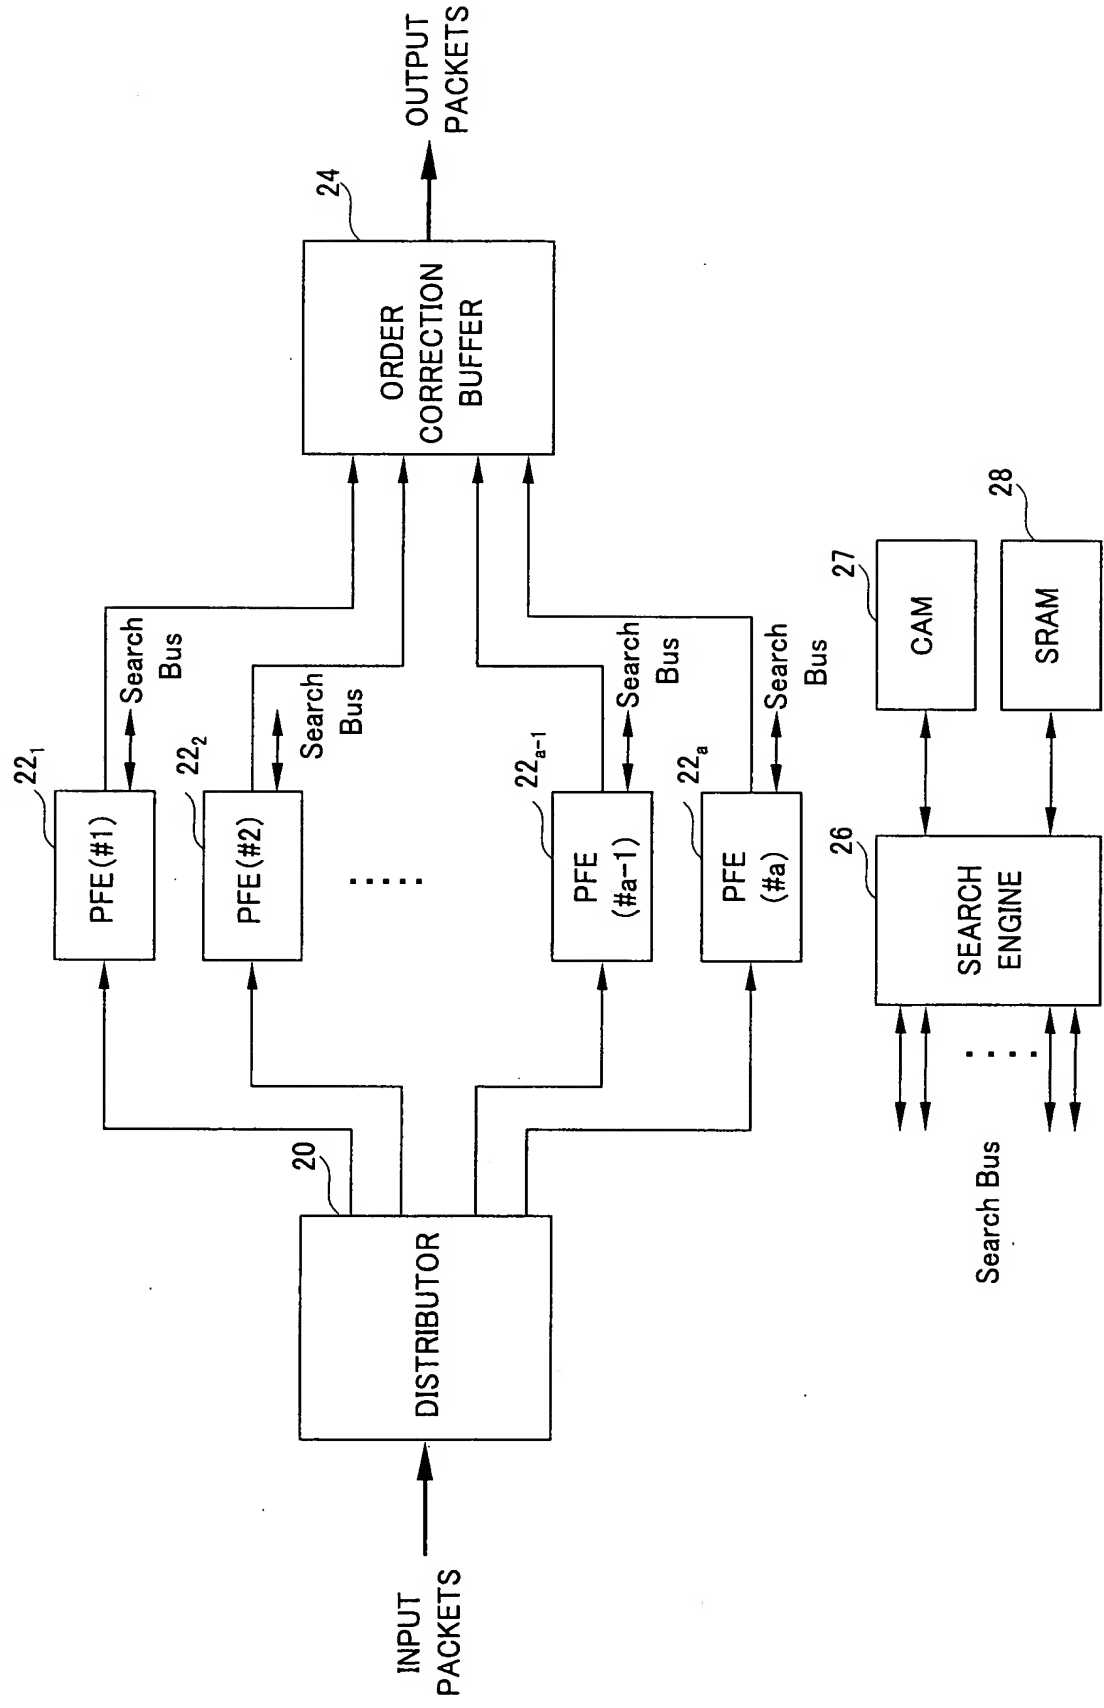 INPUT
PACKETS
20
DISTRIBUTOR
22₁
PFE(#1)
Search
Bus
22₂
PFE(#2)
Search
Bus
.....
22ₐ₋₁
PFE
(#a-1)
Search
Bus
22ₐ
PFE
(#a)
Search
Bus
24
ORDER
CORRECTION
BUFFER
OUTPUT
PACKETS
Search Bus
....
26
SEARCH
ENGINE
27
CAM
28
SRAM